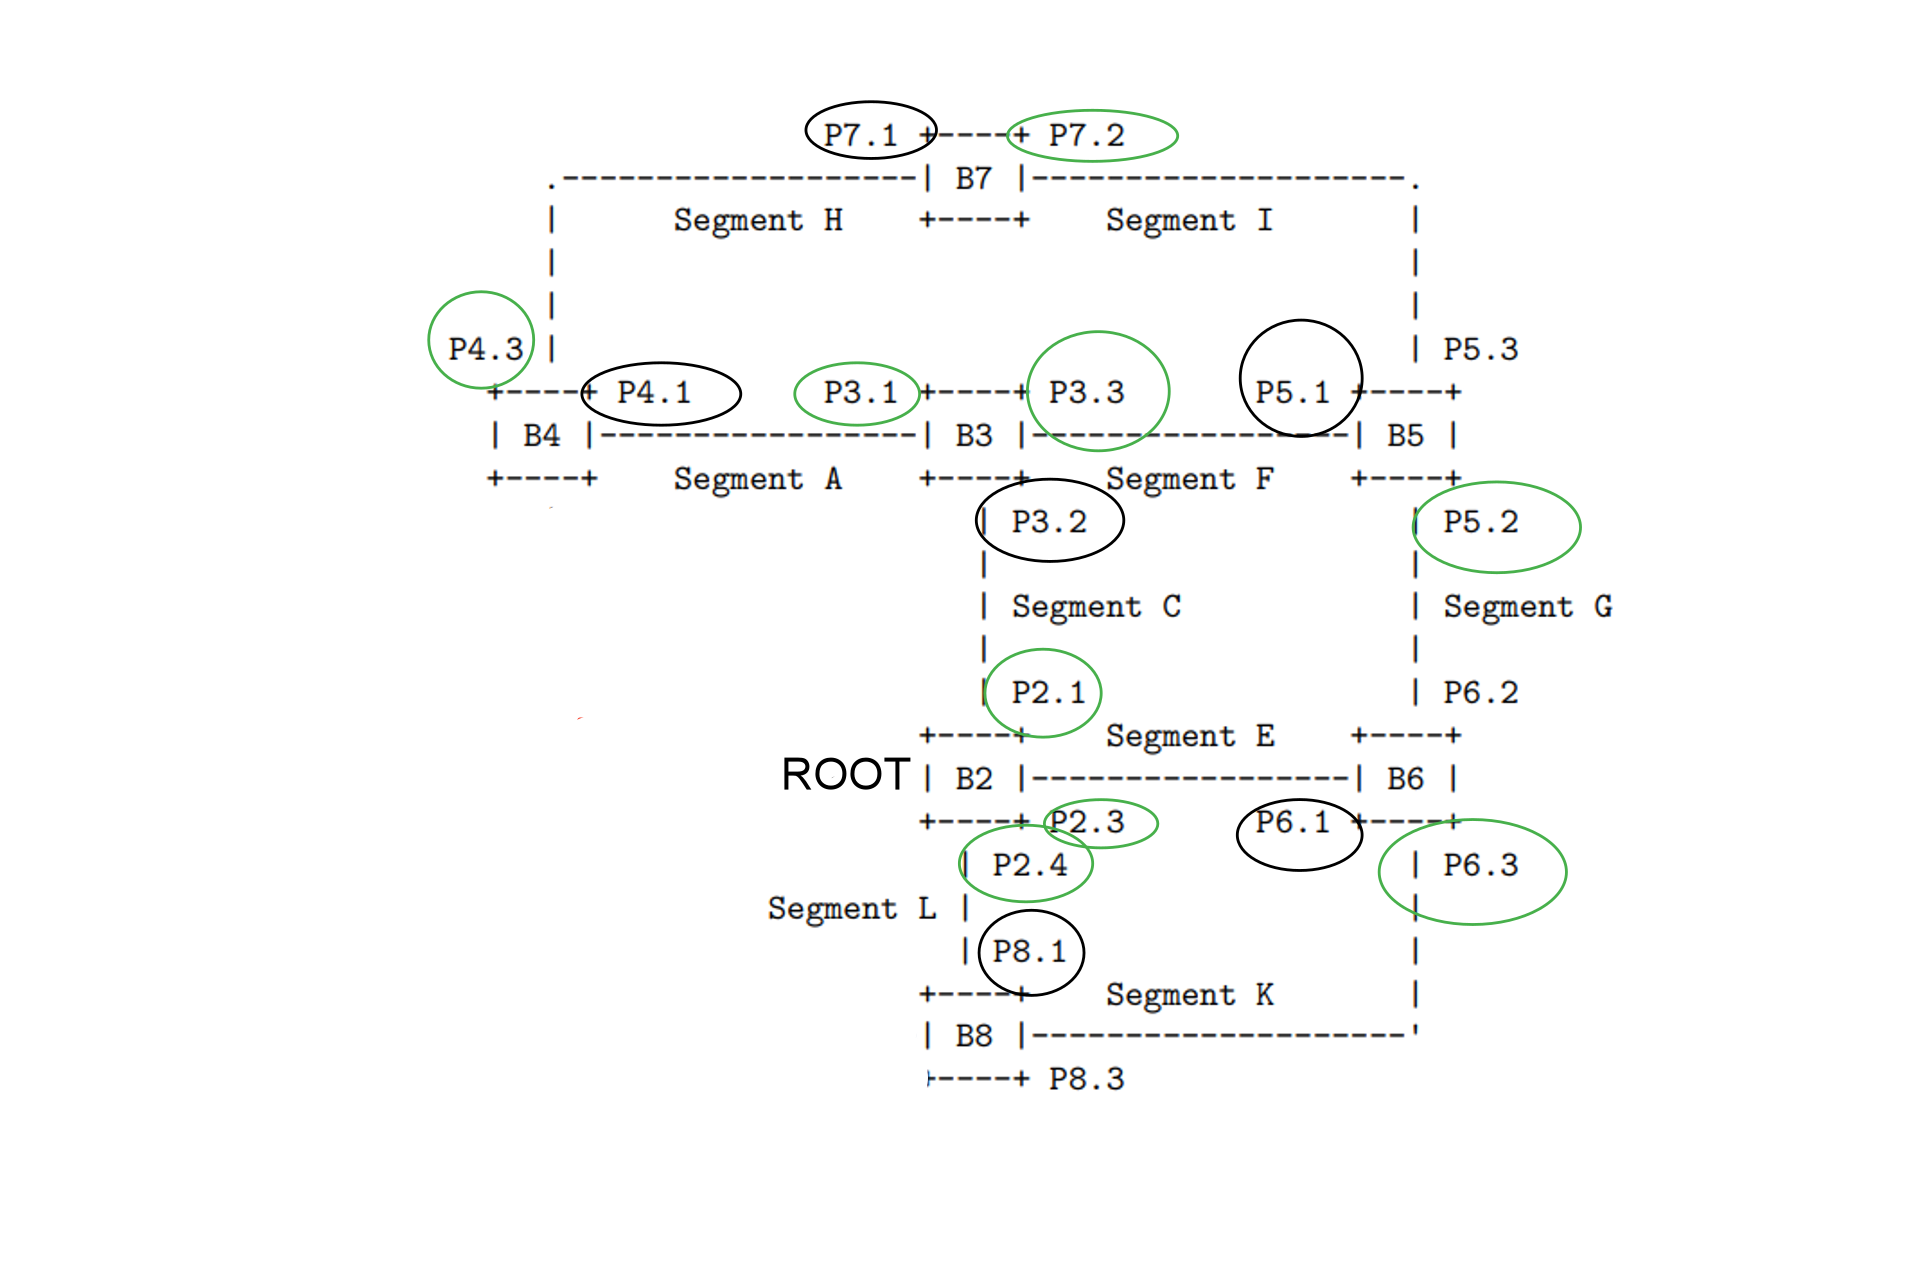 P7.1 +----+ P7.2
.-------------------| B7 |--------------------.
| Segment H +----+ Segment I |
| |
| |
P4.3 | | P5.3
+----+ P4.1 P3.1 +----+ P3.3 P5.1 +----+
| B4 |-----------------| B3 |-----------------| B5 |
+----+ Segment A +----+ Segment F +----+
| P3.2 | P5.2
| |
| Segment C | Segment G
| |
| P2.1 | P6.2
+----+ Segment E +----+
ROOT | B2 |-----------------| B6 |
+----+ P2.3 P6.1 +----+
| P2.4 | P6.3
Segment L | |
| P8.1 |
+----+ Segment K |
| B8 |--------------------'
+----+ P8.3